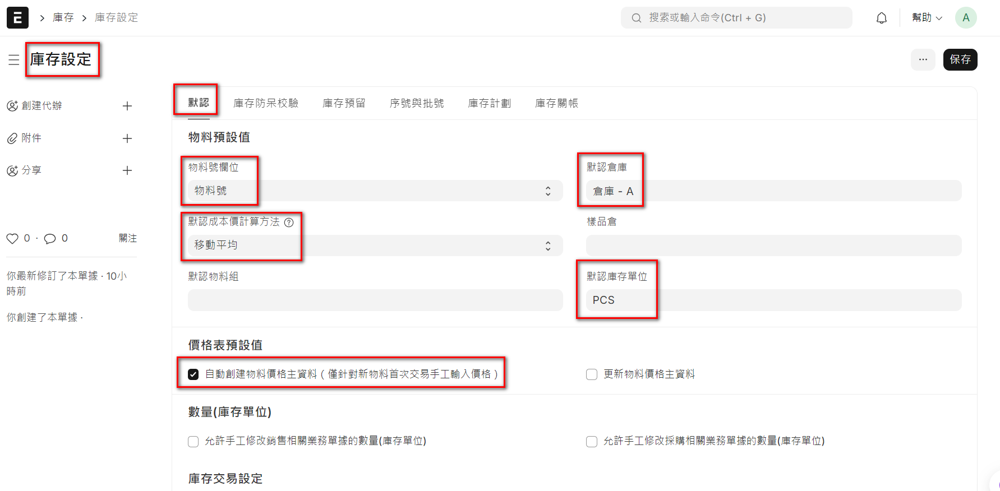 庫存
庫存設定
搜索或輸入命令(Ctrl + G)
幫助
A
庫存設定
...
保存
創建代辦
附件
分享
0 · 0
關注
你最新修訂了本單據 · 10小
時前
你創建了本單據 ·
默認
庫存防呆校驗
庫存預留
序號與批號
庫存計劃
庫存關帳
物料預設值
物料號欄位
物料號
默認倉庫
倉庫 - A
默認成本價計算方法
移動平均
樣品倉
默認物料組
默認庫存單位
PCS
價格表預設值
自動創建物料價格主資料（僅針對新物料首次交易手工輸入價格）
更新物料價格主資料
數量(庫存單位)
允許手工修改銷售相關業務單據的數量(庫存單位)
允許手工修改採購相關業務單據的數量(庫存單位)
庫存交易設定